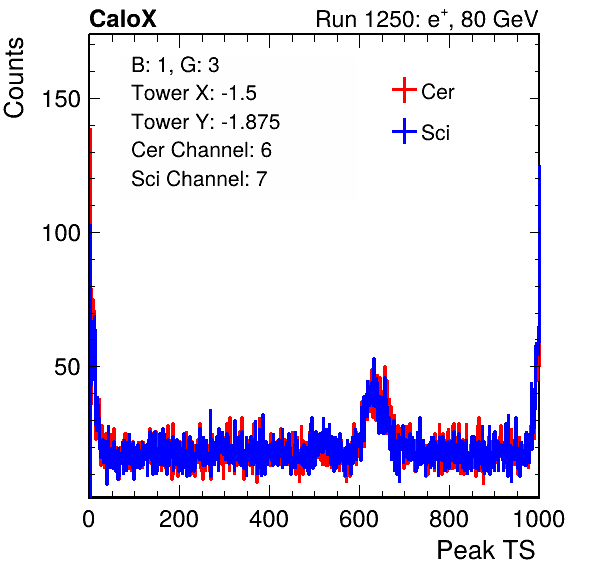 CaloX Run 1250: e⁺, 80 GeV
Counts
B: 1, G: 3
Tower X: -1.5
Tower Y: -1.875
Cer Channel: 6
Sci Channel: 7
Cer
Sci
150
100
50
0 200 400 600 800 1000
Peak TS